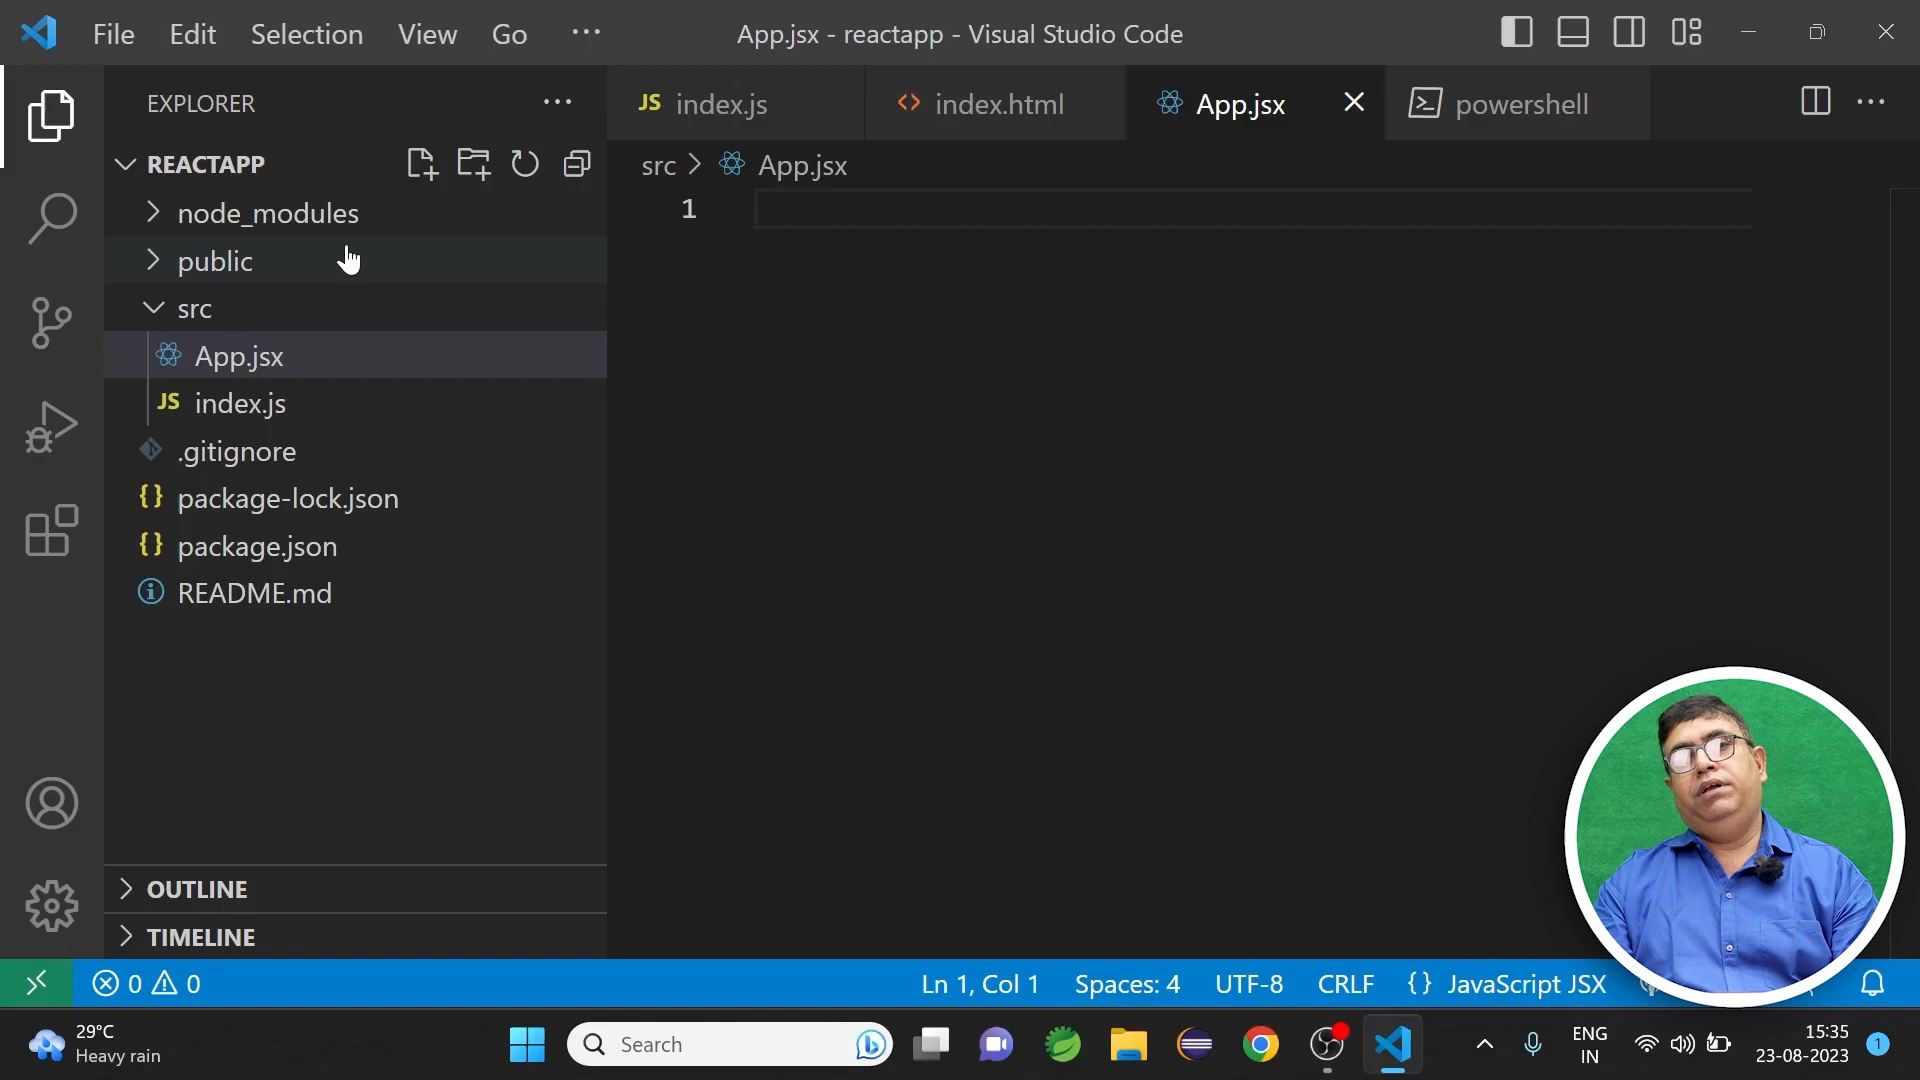 File Edit Selection View Go ···
App.jsx - reactapp - Visual Studio Code
EXPLORER
REACTAPP
node_modules
public
src
App.jsx
JS index.js
.gitignore
{} package-lock.json
{} package.json
README.md
OUTLINE
TIMELINE
JS index.js
<> index.html
App.jsx
powershell
src > App.jsx
1
0 0
Ln 1, Col 1
Spaces: 4
UTF-8
CRLF
{} JavaScript JSX
29°C
Heavy rain
Search
ENG
IN
15:35
23-08-2023
1